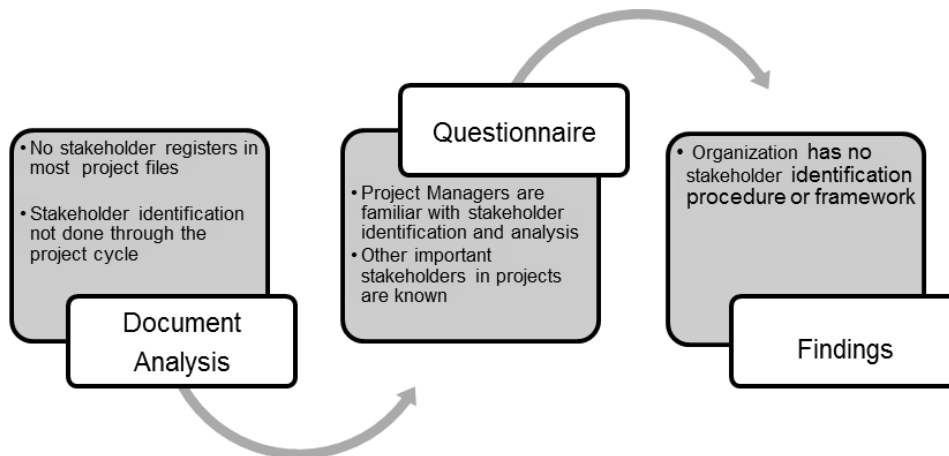 • No stakeholder registers in
most project files
• Stakeholder identification
not done through the
project cycle
Document
Analysis
Questionnaire
• Project Managers are
familiar with stakeholder
identification and analysis
• Other important
stakeholders in projects
are known
• Organization has no
stakeholder identification
procedure or framework
Findings